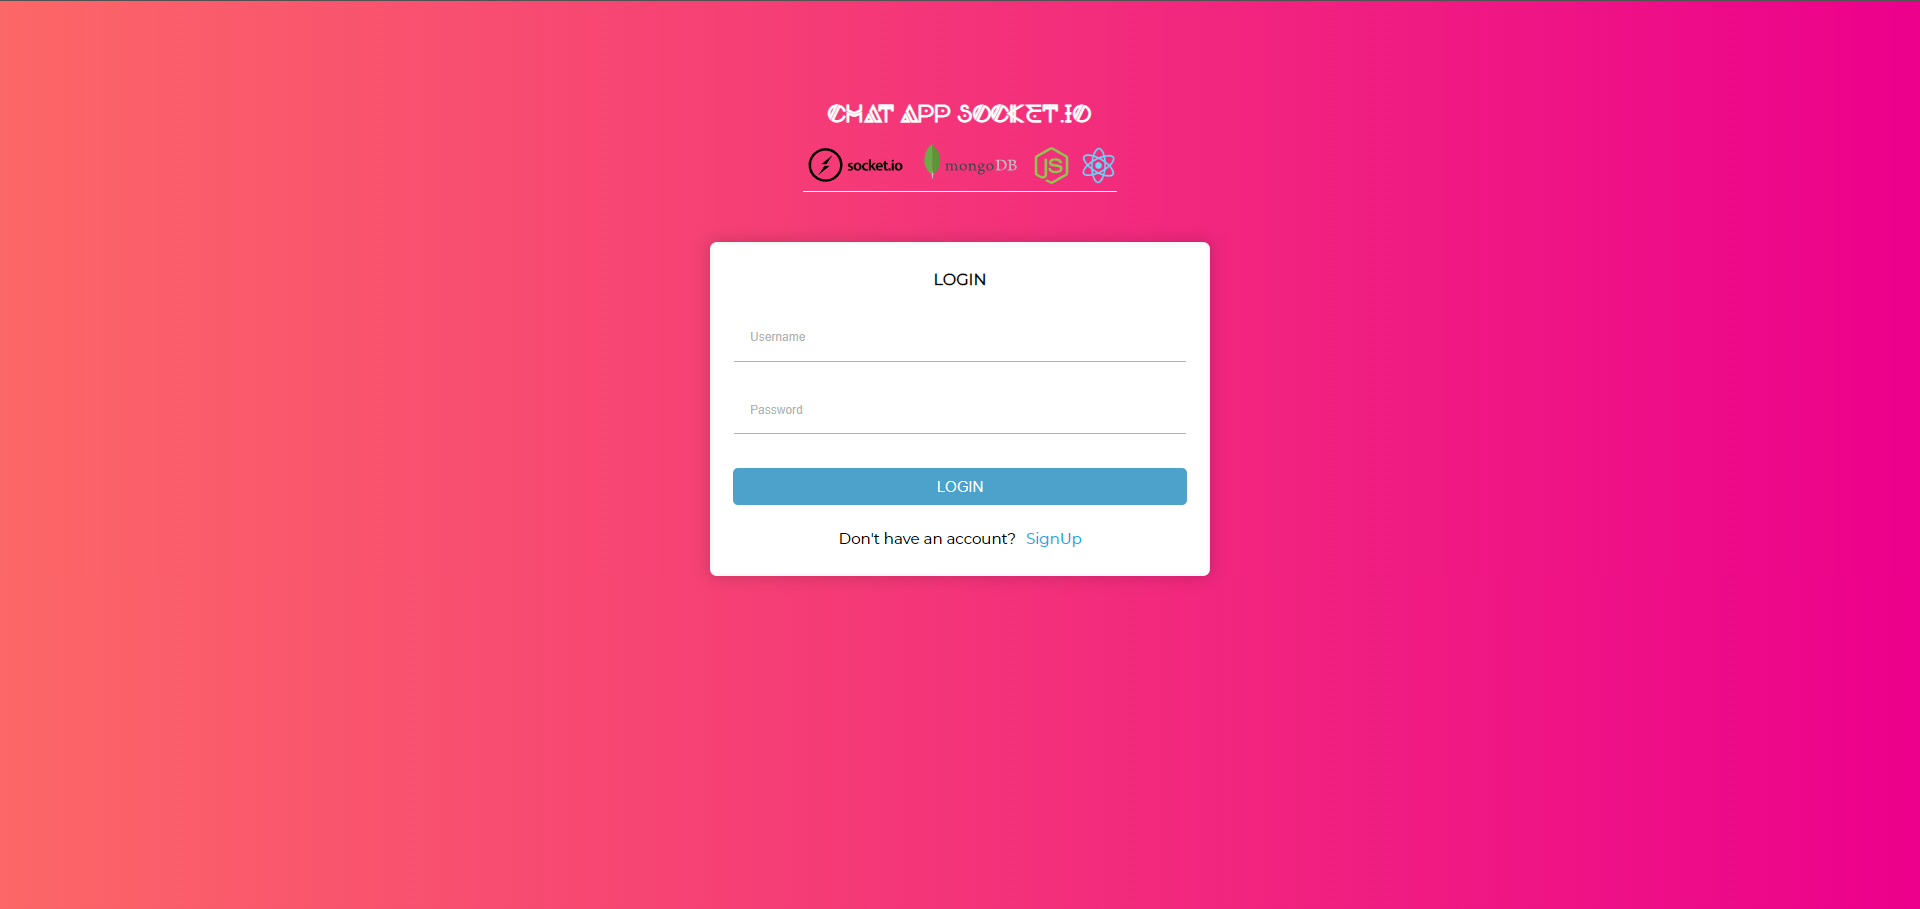 CHAT APP SOCKET.IO
socket.io mongoDB JS
LOGIN
Username
Password
LOGIN
Don't have an account? SignUp